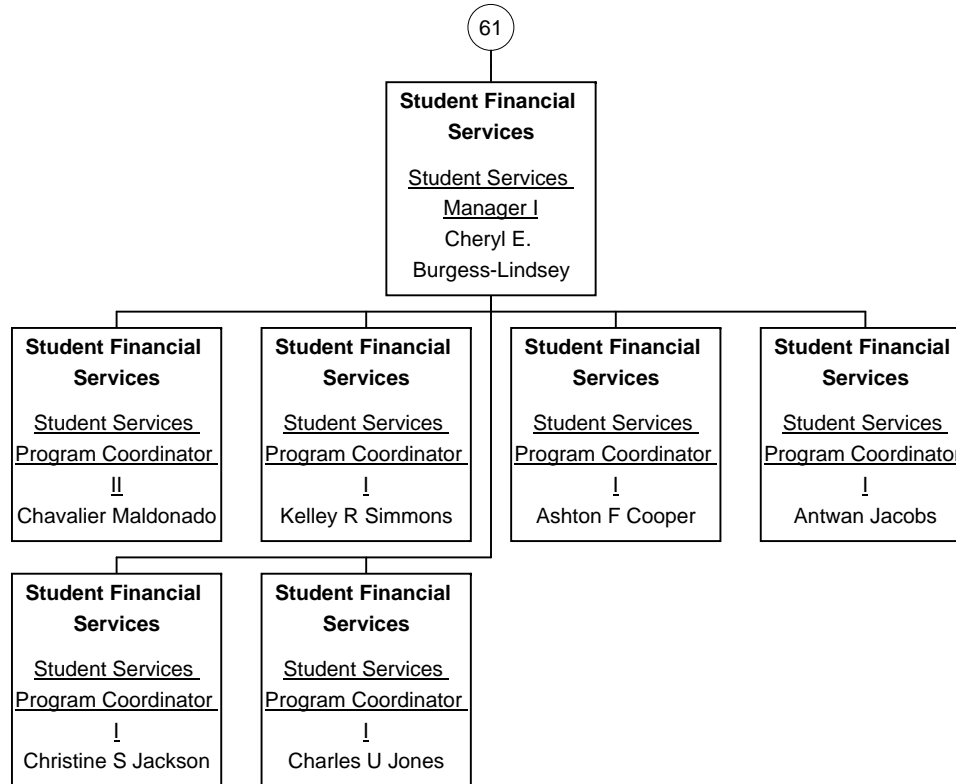 61
Student Financial
Services
Student Services
Manager I
Cheryl E.
Burgess-Lindsey
Student Financial
Services
Student Services
Program Coordinator
II
Chavalier Maldonado
Student Financial
Services
Student Services
Program Coordinator
I
Kelley R Simmons
Student Financial
Services
Student Services
Program Coordinator
I
Ashton F Cooper
Student Financial
Services
Student Services
Program Coordinator
I
Antwan Jacobs
Student Financial
Services
Student Services
Program Coordinator
I
Christine S Jackson
Student Financial
Services
Student Services
Program Coordinator
I
Charles U Jones